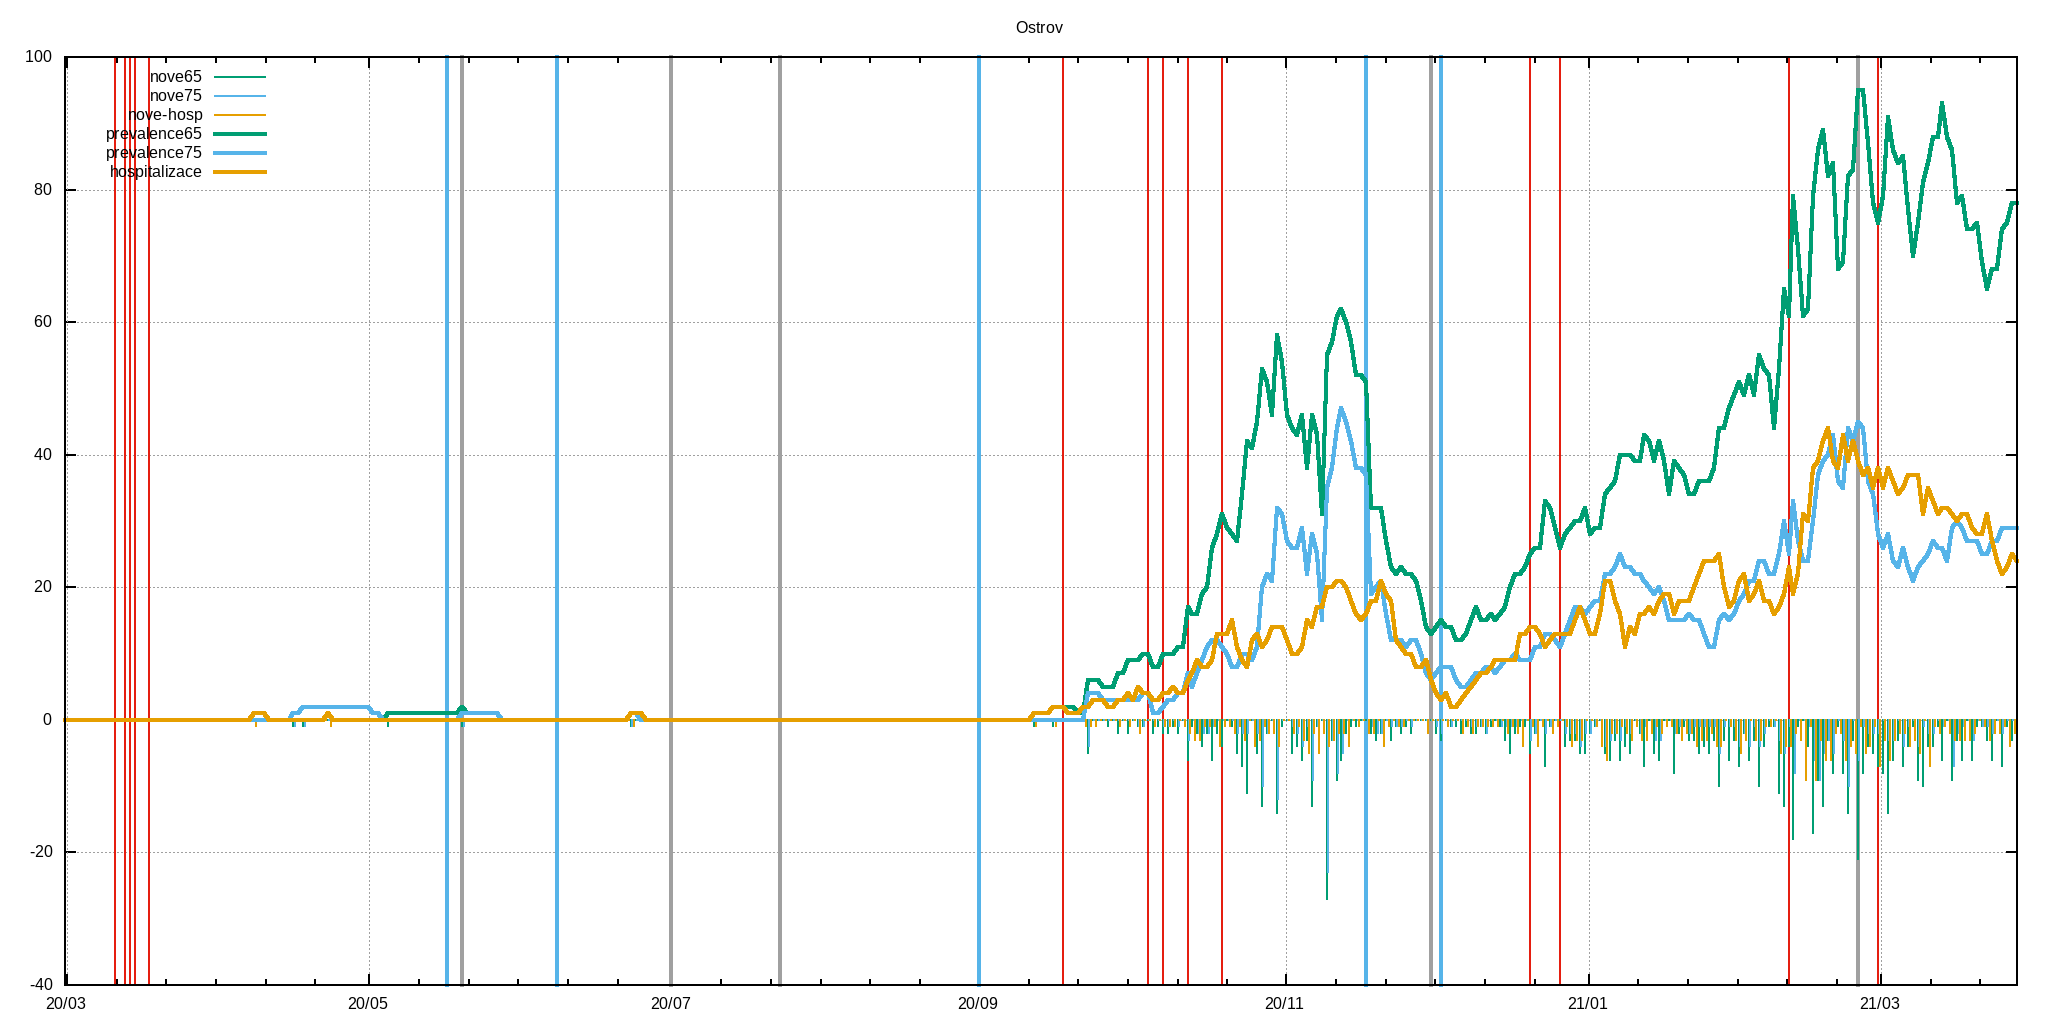 Ostrov
100
nove65
nove75
nove-hosp
prevalence65
prevalence75
hospitalizace
80
60
40
20
0
-20
-40
20/03 20/05 20/07 20/09 20/11 21/01 21/03